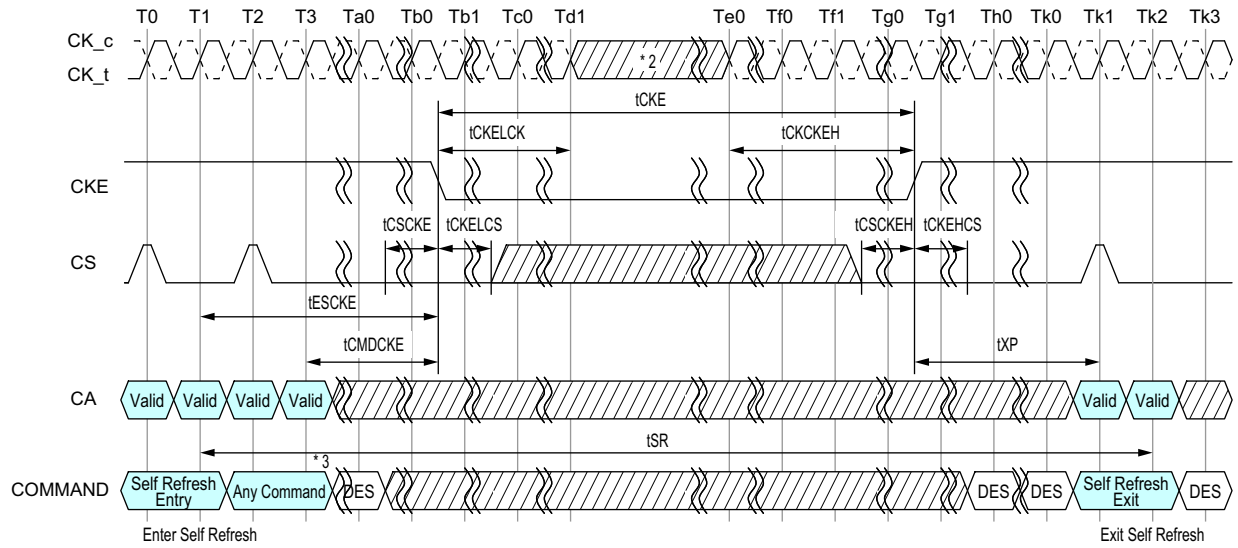 T0 T1 T2 T3 Ta0 Tb0 Tb1 Tc0 Td1 Te0 Tf0 Tf1 Tg0 Tg1 Th0 Tk0 Tk1 Tk2 Tk3
CK_c
CK_t
* 2
tCKE
tCKELCK tCKCKEH
CKE
tCSCKE tCKELCS tCSCKEH tCKEHCS
CS
tESCKE
tCMDCKE tXP
CA Valid Valid Valid Valid Valid Valid
tSR
* 3
COMMAND Self Refresh Entry Any Command DES DES DES Self Refresh Exit DES
Enter Self Refresh Exit Self Refresh